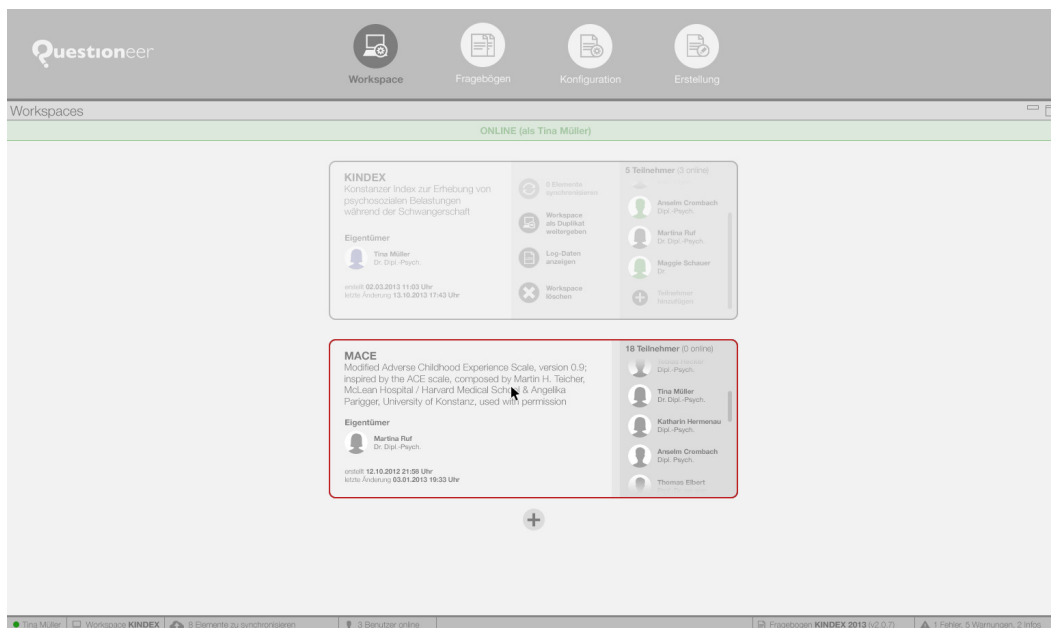 Questioneer
Workspace
Fragebögen
Konfiguration
Erstellung
Workspaces
ONLINE (als Tina Müller)
KINDEX
Konstanzer Index zur Erhebung von
psychosozialen Belastungen
während der Schwangerschaft
Eigentümer
Tina Müller
Dr. Dipl.-Psych.
erstellt 02.03.2013 11:03 Uhr
letzte Änderung 13.10.2013 17:43 Uhr
Elemente
synchronisieren
Workspace
als Duplikat
weitergeben
Log-Daten
anzeigen
Workspace
löschen
5 Teilnehmer (3 online)
Anselm Crombach
Dipl.-Psych.
Martina Ruf
Dr. Dipl.-Psych.
Maggie Schauer
Dr.
Teilnehmer
hinzufügen
MACE
Modified Adverse Childhood Experience Scale, version 0.9;
inspired by the ACE scale, composed by Martin H. Teicher,
McLean Hospital / Harvard Medical School & Angelika
Parigger, University of Konstanz, used with permission
Eigentümer
Martina Ruf
Dr. Dipl.-Psych.
erstellt 12.10.2012 21:58 Uhr
letzte Änderung 03.01.2013 19:33 Uhr
18 Teilnehmer (0 online)
Dipl.-Psych.
Tina Müller
Dr. Dipl.-Psych.
Katharin Hermenau
Dipl.-Psych.
Anselm Crombach
Dipl.-Psych.
Thomas Elbert
Tina Müller
Workspace KINDEX
8 Elemente zu synchronisieren
3 Benutzer online
Fragebogen KINDEX 2013 (v2.0.7)
1 Fehler, 5 Warnungen, 2 Infos